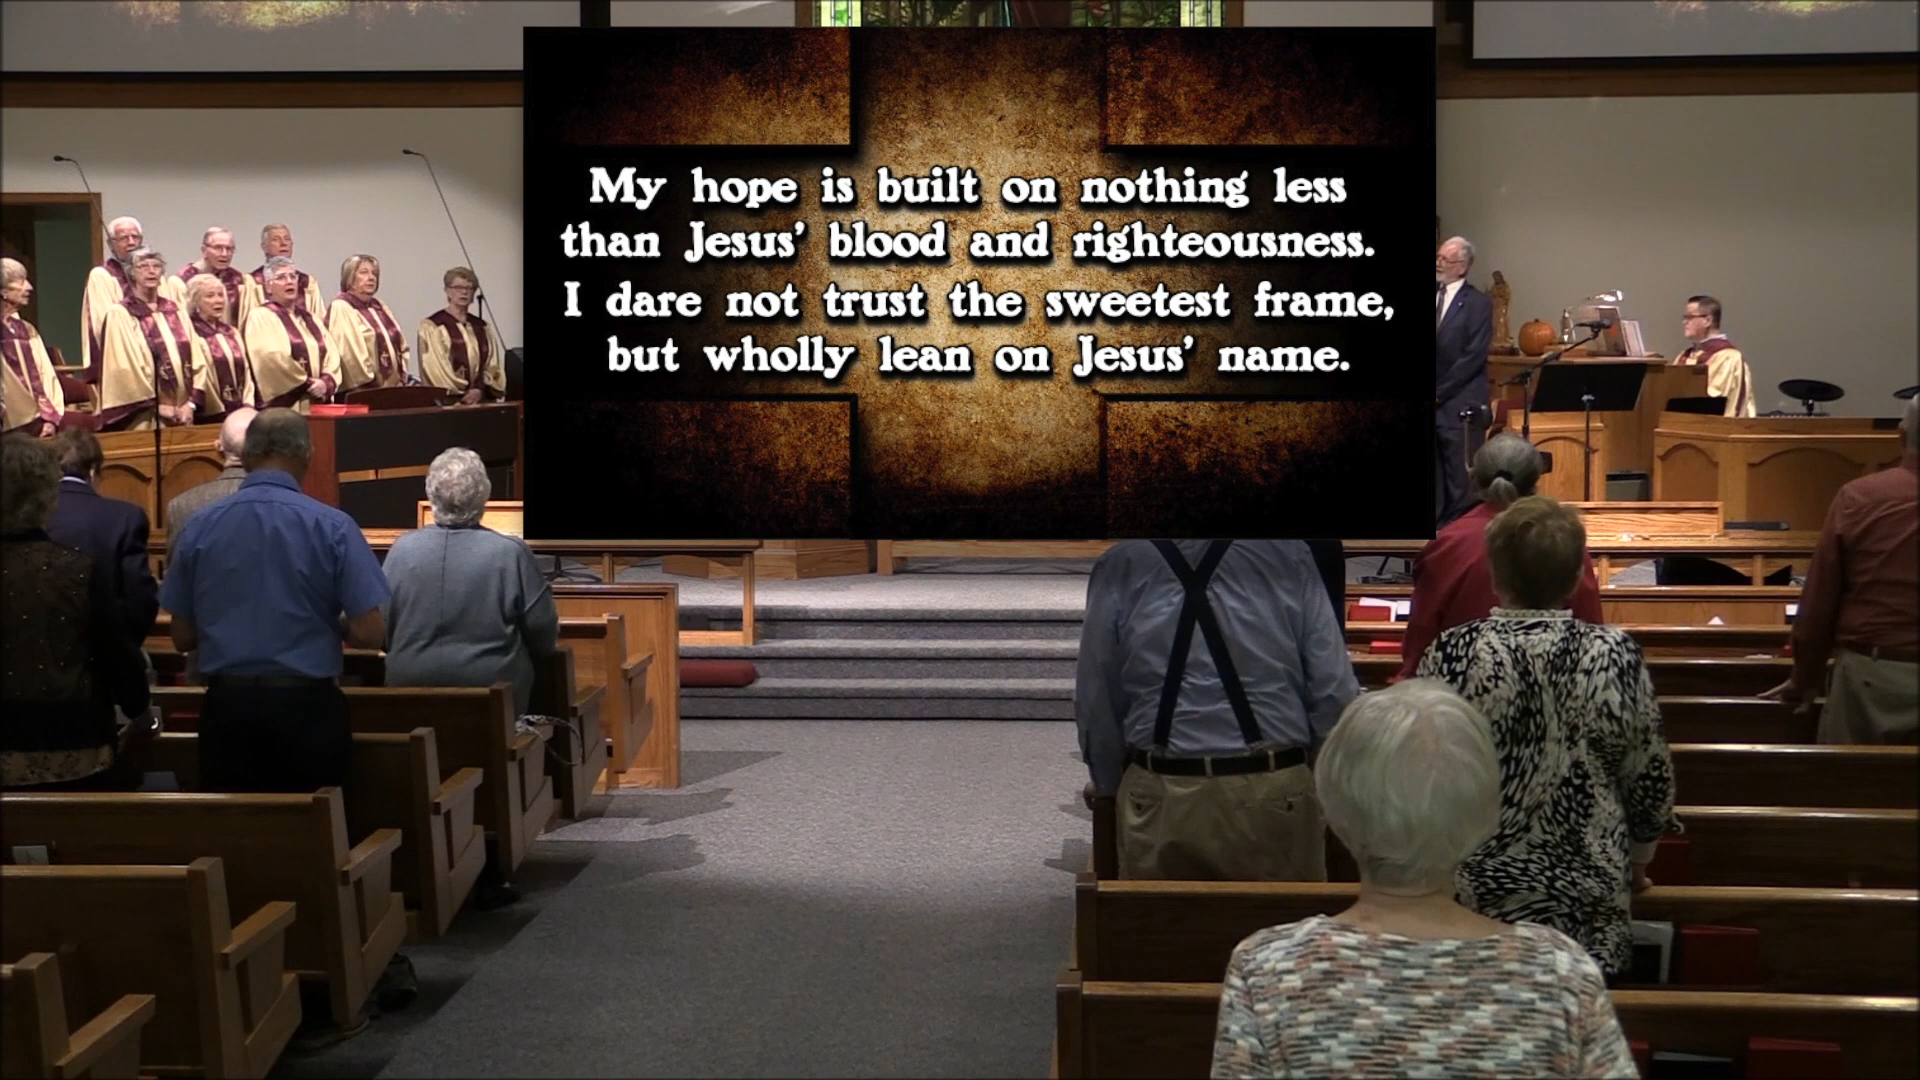 My hope is built on nothing less
than Jesus' blood and righteousness.
I dare not trust the sweetest frame,
but wholly lean on Jesus' name.